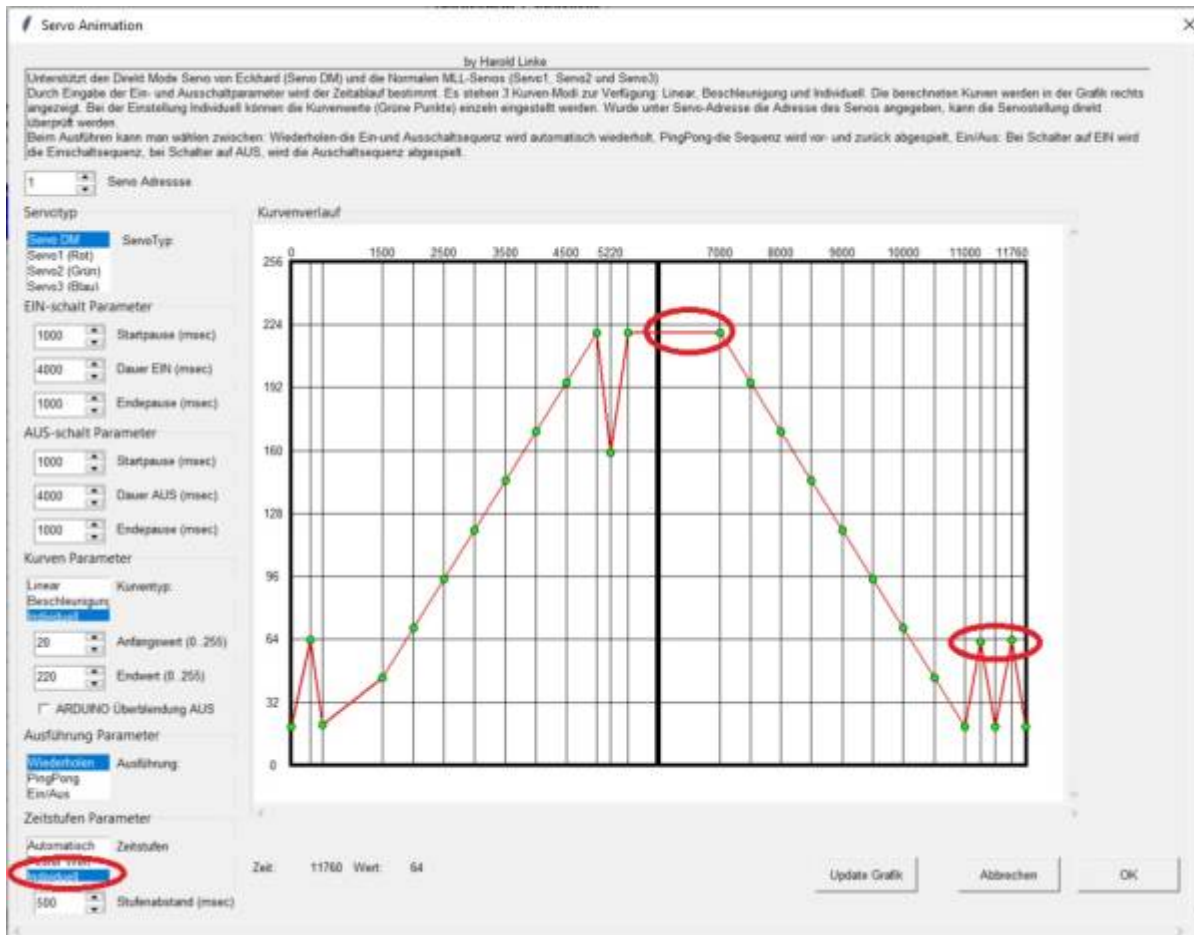 Servo Animation
by Harold Linke
Unterstützt den Direkt Mode Servo von Eckhard (Servo DM) und die Normalen MLL-Servos (Servo1, Servo2 und Servo3)
Durch Eingabe der Ein- und Ausschaltparameter wird der Zeitablauf bestimmt. Es stehen 3 Kurven-Modi zur Verfügung: Linear, Beschleunigung und Individuell. Die berechneten Kurven werden in der Grafik rechts
angezeigt. Bei der Einstellung Individuell können die Kurvenwerte (Grüne Punkte) einzeln eingestellt werden. Wurde unter Servo-Adresse die Adresse des Servos angegeben, kann die Servostellung direkt
überprüft werden.
Beim Ausführen kann man wählen zwischen: Wiederholen-die Ein-und Ausschaltsequenz wird automatisch wiederholt, PingPong-die Sequenz wird vor- und zurück abgespielt, Ein/Aus: Bei Schalter auf EIN wird
die Einschaltsequenz, bei Schalter auf AUS, wird die Auschaltsequenz abgespielt.
1 Servo Adressse
Servotyp
Servo DM ServoTyp:
Servo1 (Rot)
Servo2 (Grün)
Servo3 (Blau)
EIN-schalt Parameter
1000 Startpause (msec)
4000 Dauer EIN (msec)
1000 Endepause (msec)
AUS-schalt Parameter
1000 Startpause (msec)
4000 Dauer AUS (msec)
1000 Endepause (msec)
Kurven Parameter
Linear Kurventyp:
Beschleunigung
Individuell
20 Anfangswert (0..255)
220 Endwert (0..255)
ARDUINO Überblendung AUS
Ausführung Parameter
Wiederholen Ausführung:
PingPong
Ein/Aus
Zeitstufen Parameter
Automatisch Zeitstufen
Individuell
500 Stufenabstand (msec)
Kurvenverlauf
0 1500 2500 3500 4500 5220 7000 8000 9000 10000 11000 11760
256
224
192
160
128
96
64
32
0
Zeit: 11760 Wert: 64
Update Grafik
Abbrechen
OK